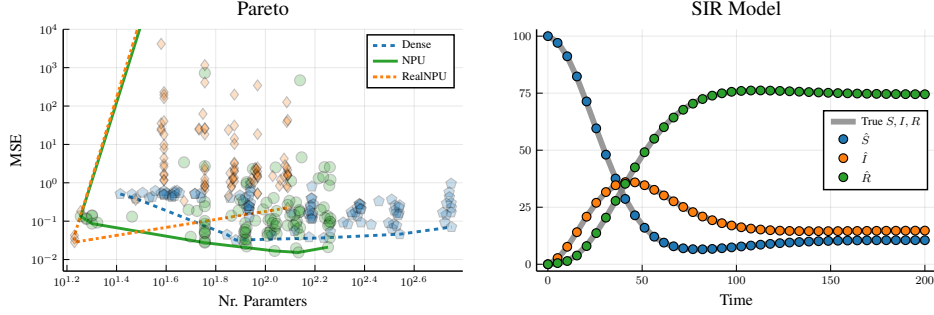 Pareto
10^4
10^3
10^2
10^1
10^0
10^−1
10^−2
MSE
Dense
NPU
RealNPU
10^1.2
10^1.4
10^1.6
10^1.8
10^2.0
10^2.2
10^2.4
10^2.6
Nr. Paramters
SIR Model
100
75
50
25
0
True S, I, R
Ŝ
Î
R̂
0
50
100
150
200
Time